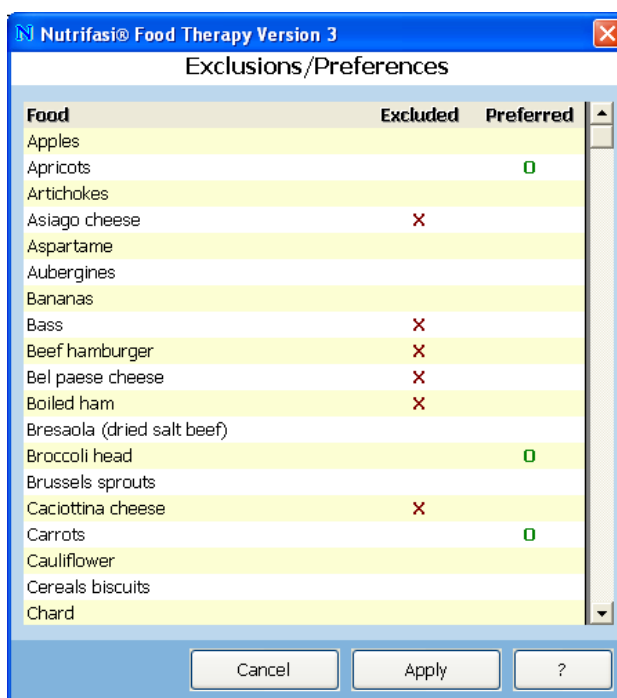 N Nutrifasi® Food Therapy Version 3
Exclusions/Preferences
Food Excluded Preferred
Apples
Apricots O
Artichokes
Asiago cheese X
Aspartame
Aubergines
Bananas
Bass X
Beef hamburger X
Bel paese cheese X
Boiled ham X
Bresaola (dried salt beef)
Broccoli head O
Brussels sprouts
Caciottina cheese X
Carrots O
Cauliflower
Cereals biscuits
Chard
Cancel Apply ?